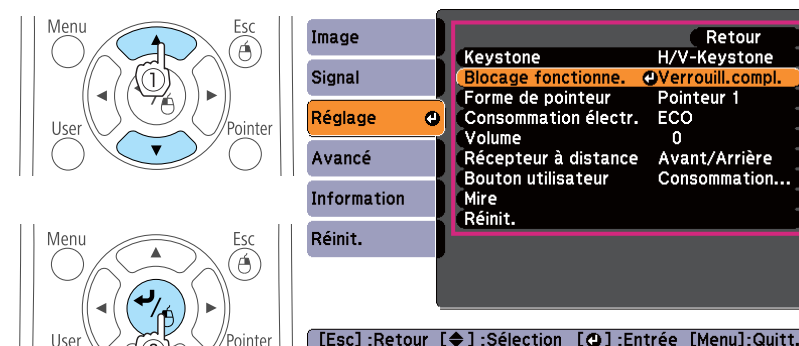 Menu Esc
①
User Pointer
Menu Esc
User Pointer
Image
Signal
Réglage
Avancé
Information
Réinit.
Retour
Keystone H/V-Keystone
Blocage fonctionne. Verrouill.compl.
Forme de pointeur Pointeur 1
Consommation électr. ECO
Volume 0
Récepteur à distance Avant/Arrière
Bouton utilisateur Consommation...
Mire
Réinit.
[Esc]:Retour [◆]:Sélection [⏎]:Entrée [Menu]:Quitt.